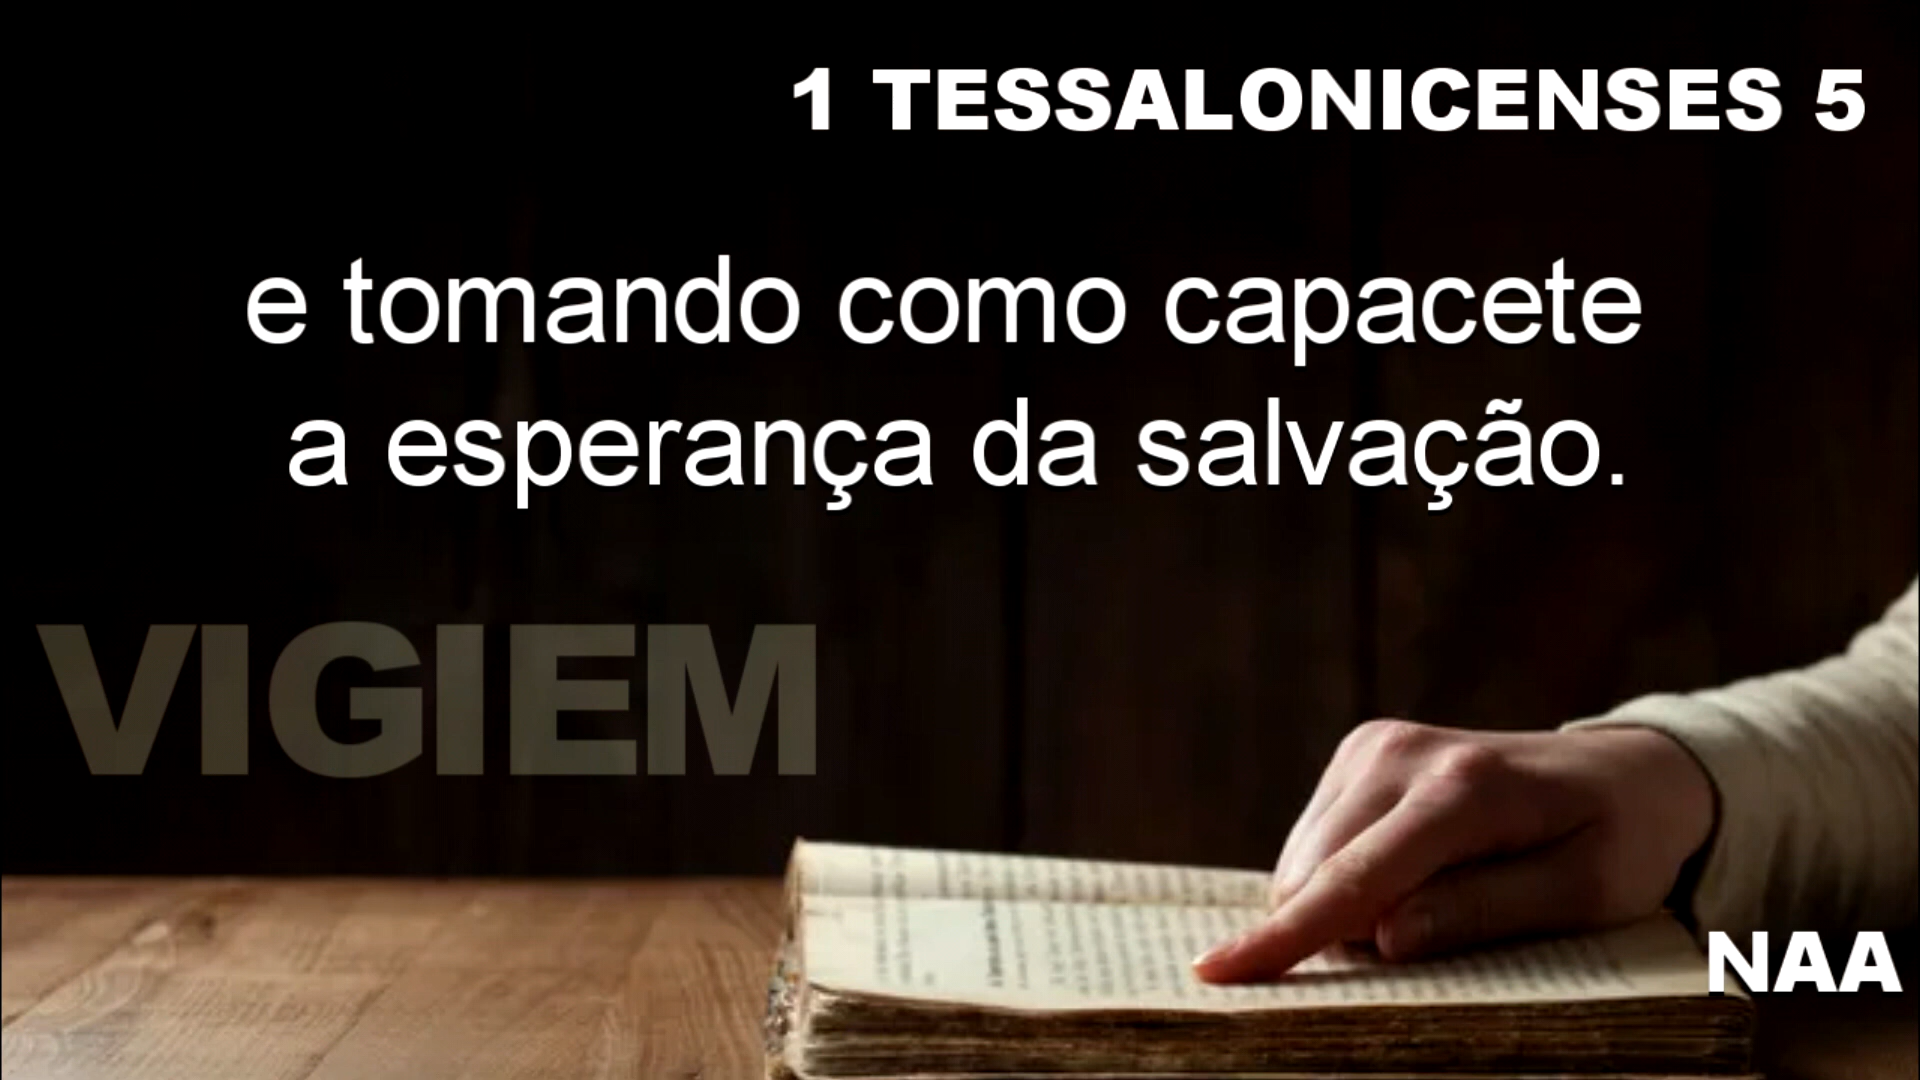 1 TESSALONICENSES 5
e tomando como capacete
a esperança da salvação.
VIGIEM
NAA